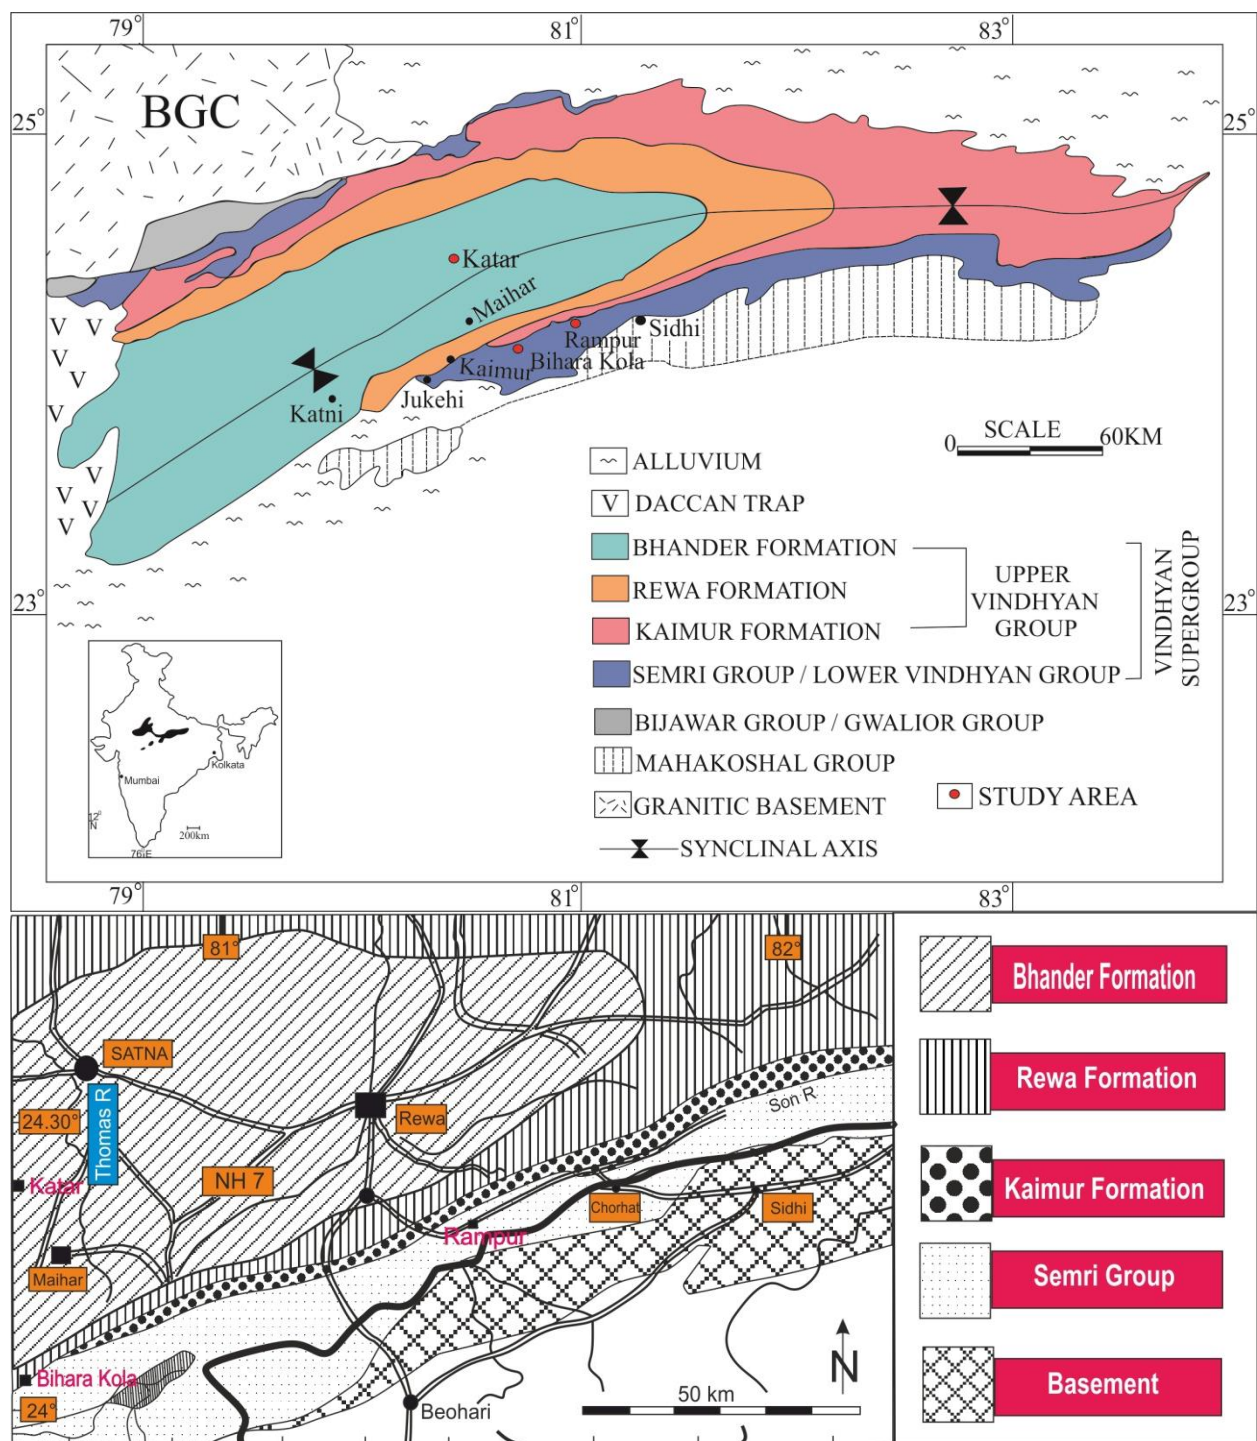 79°
81°
83°
BGC
25°
25°
Katar
Maihar
Sidhi
Rampur
Kaimur
Bihara Kola
Jukehi
Katni
V V
V
V
V
V
V
V
V
V
SCALE
0 60KM
ALLUVIUM
V DACCAN TRAP
BHANDER FORMATION
REWA FORMATION
KAIMUR FORMATION
SEMRI GROUP / LOWER VINDHYAN GROUP
UPPER
VINDHYAN
GROUP
VINDHYAN
SUPERGROUP
23°
23°
BIJAWAR GROUP / GWALIOR GROUP
MAHAKOSHAL GROUP
GRANITIC BASEMENT
STUDY AREA
SYNCLINAL AXIS
Kolkata
Mumbai
12°
N
200km
76°E
79°
81°
83°
81°
82°
SATNA
Thomas R
24.30°
Rewa
Son R
Katar
NH 7
Chorhat
Sidhi
Rampur
Maihar
Bihara Kola
24°
Beohari
50 km
N
Bhander Formation
Rewa Formation
Kaimur Formation
Semri Group
Basement